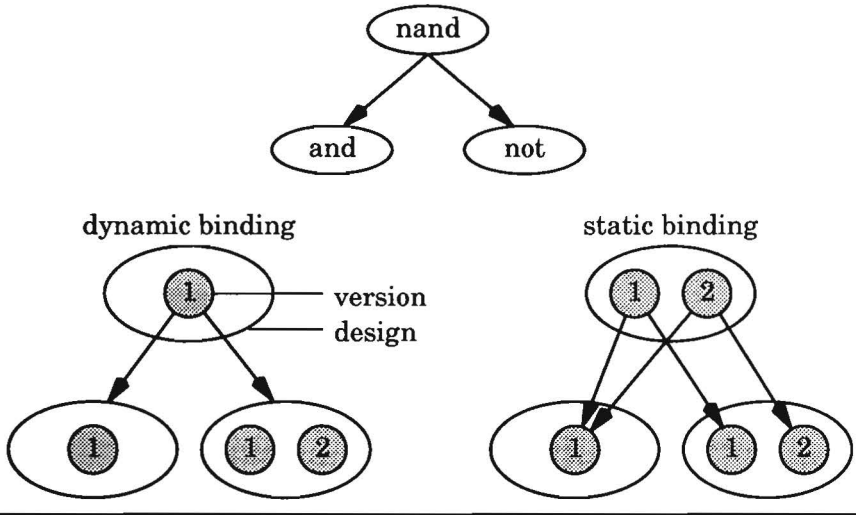 nand
and not
dynamic binding static binding
1 version 1 2
design
1 1 2 1 1 2